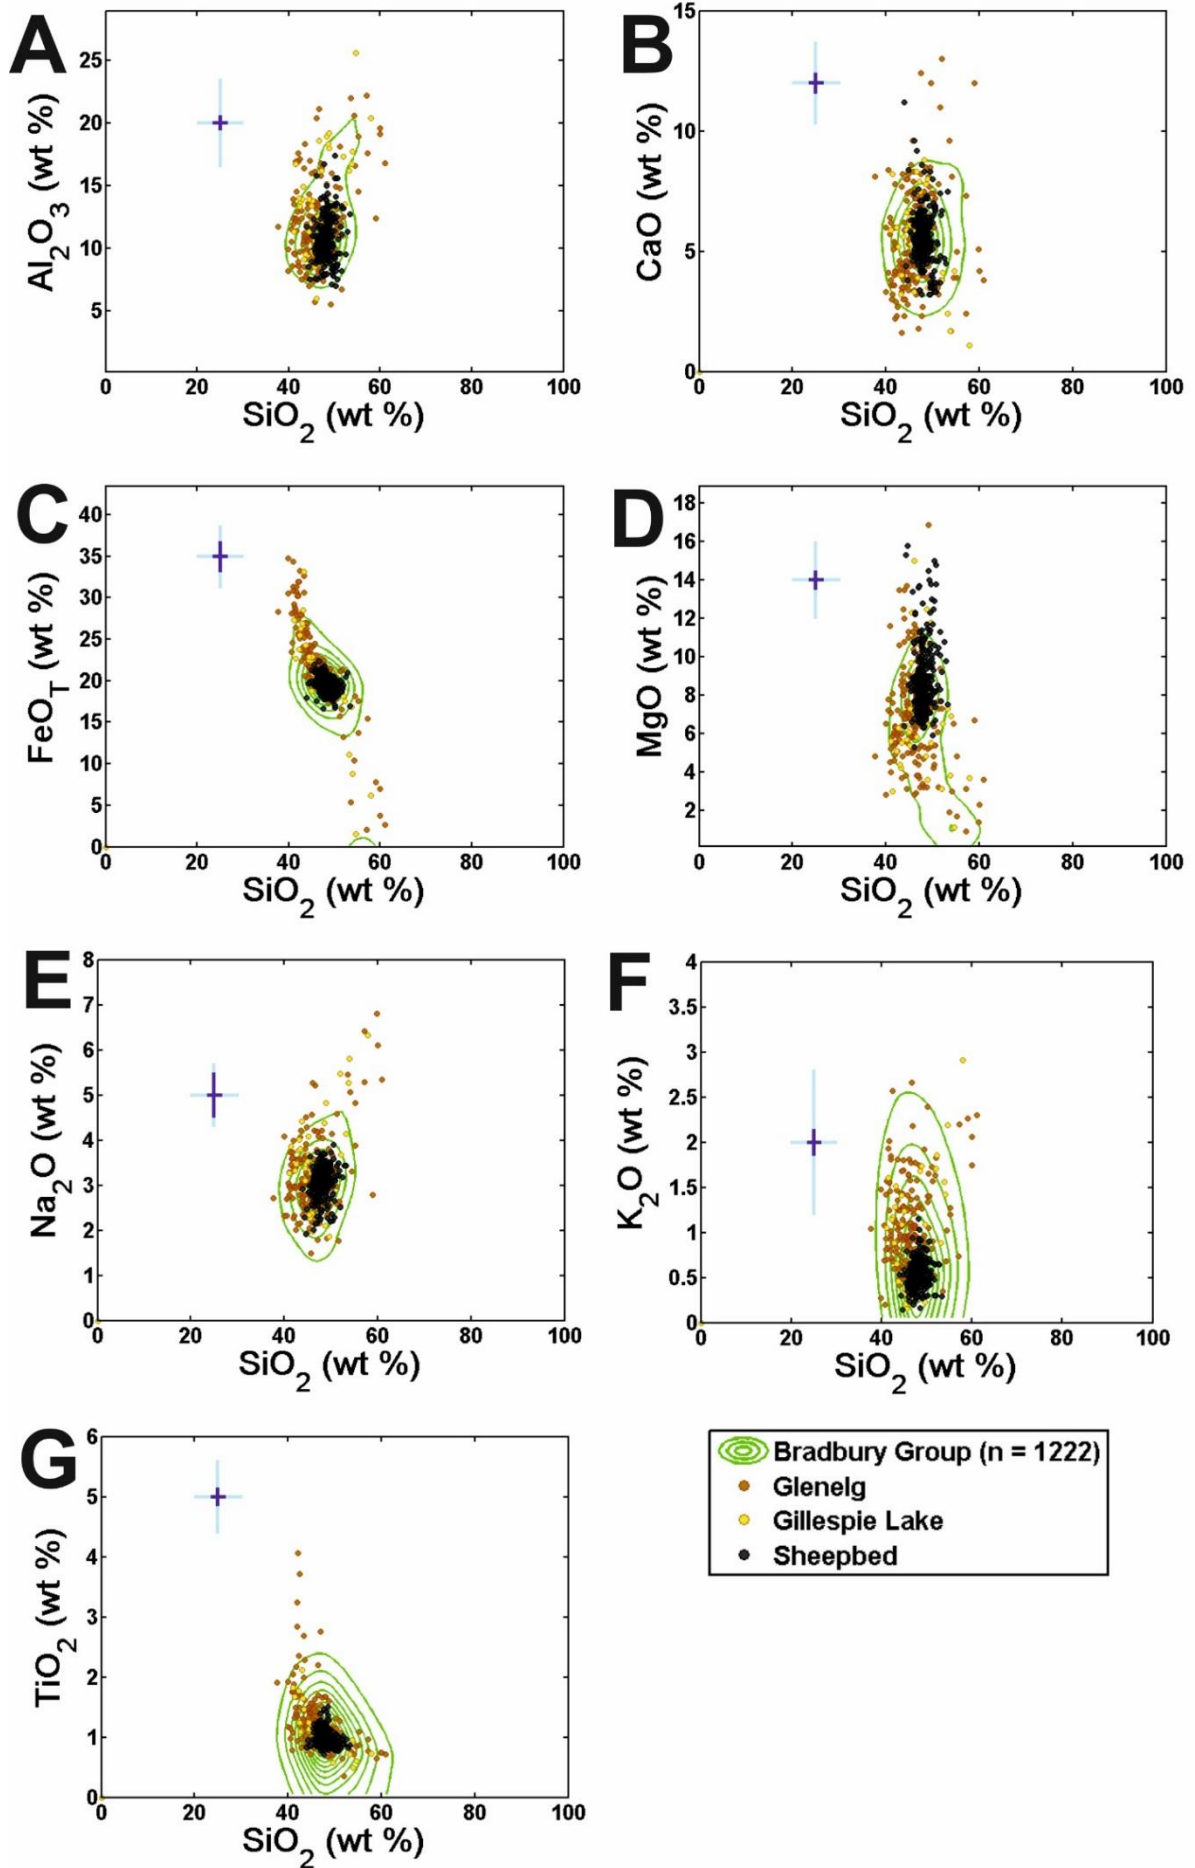 A
Al2O3 (wt %)
25
20
15
10
5
0 20 40 60 80 100
SiO2 (wt %)
B
CaO (wt %)
15
10
5
0
0 20 40 60 80 100
SiO2 (wt %)
C
FeOT (wt %)
40
35
30
25
20
15
10
5
0
0 20 40 60 80 100
SiO2 (wt %)
D
MgO (wt %)
18
16
14
12
10
8
6
4
2
0 20 40 60 80 100
SiO2 (wt %)
E
Na2O (wt %)
8
7
6
5
4
3
2
1
0
0 20 40 60 80 100
SiO2 (wt %)
F
K2O (wt %)
4
3.5
3
2.5
2
1.5
1
0.5
0
0 20 40 60 80 100
SiO2 (wt %)
G
TiO2 (wt %)
6
5
4
3
2
1
0
0 20 40 60 80 100
SiO2 (wt %)
Bradbury Group (n = 1222)
Glenelg
Gillespie Lake
Sheepbed